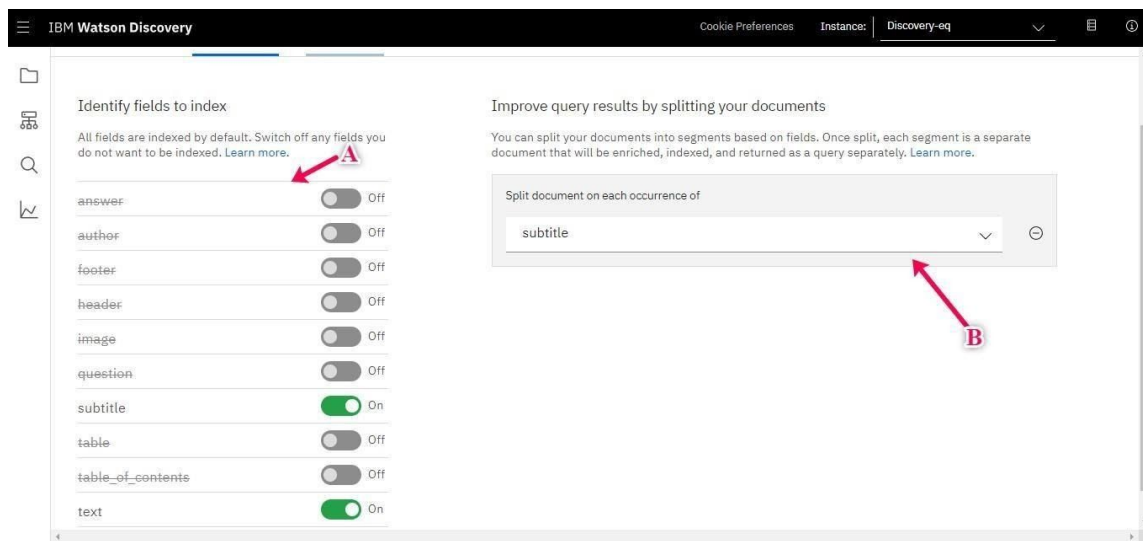 IBM Watson Discovery Cookie Preferences Instance: Discovery-eq
Identify fields to index
All fields are indexed by default. Switch off any fields you
do not want to be indexed. Learn more.
A
answer Off
author Off
footer Off
header Off
image Off
question Off
subtitle On
table Off
table_of_contents Off
text On
Improve query results by splitting your documents
You can split your documents into segments based on fields. Once split, each segment is a separate
document that will be enriched, indexed, and returned as a query separately. Learn more.
Split document on each occurrence of
subtitle
B